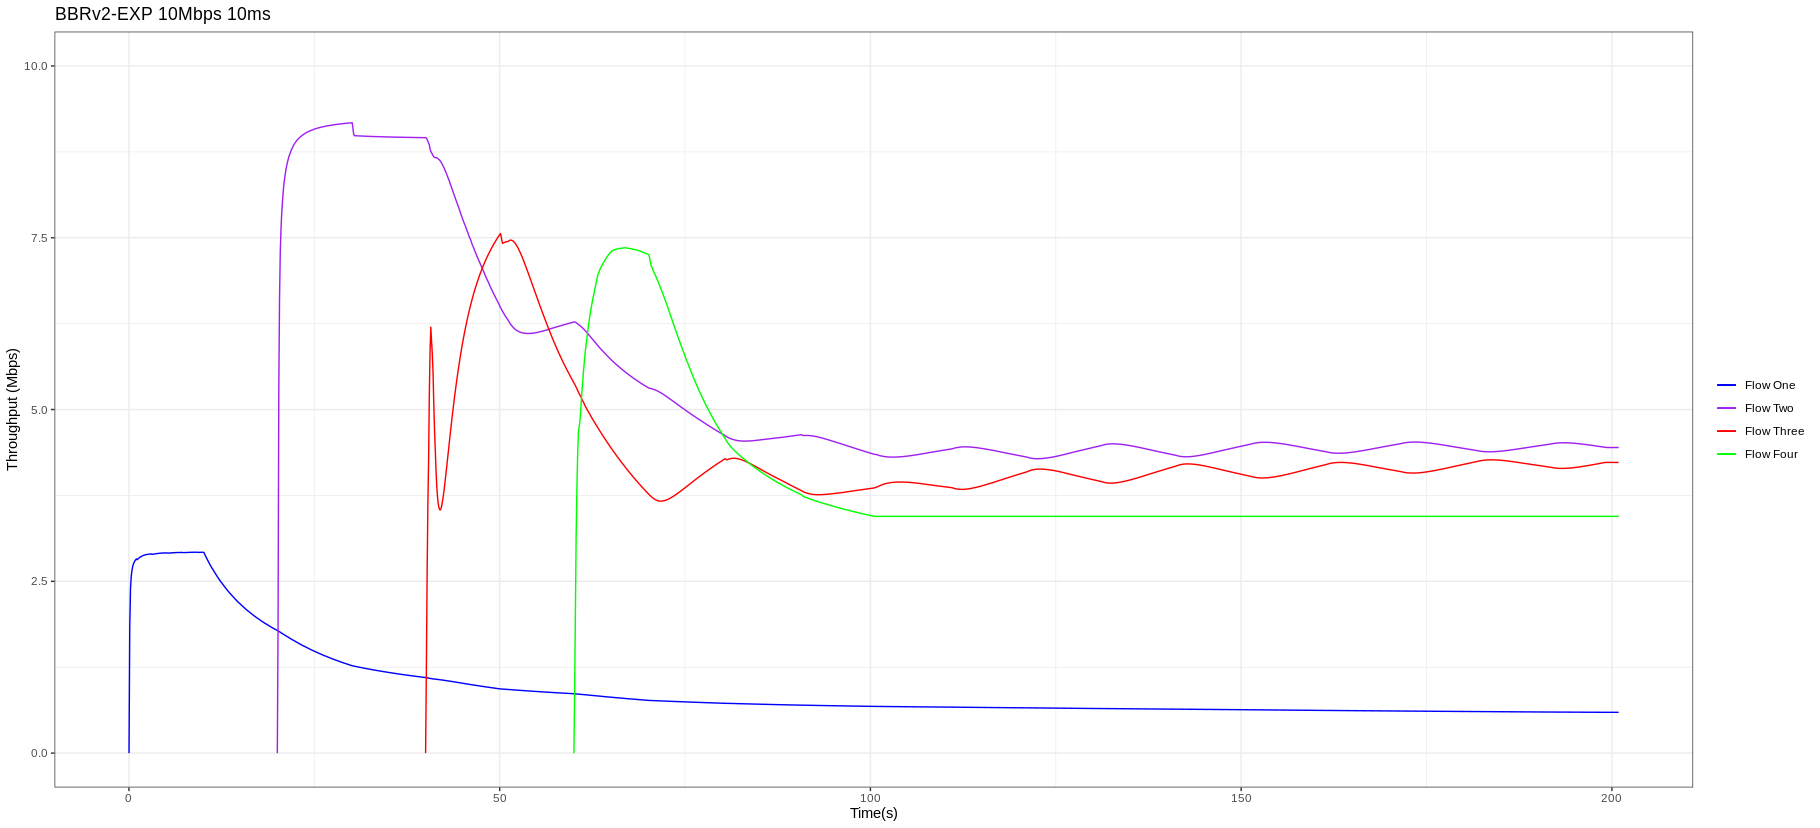 BBRv2-EXP 10Mbps 10ms
Throughput (Mbps)
10.0
7.5
5.0
2.5
0.0
0
50
100
150
200
Time(s)
Flow One
Flow Two
Flow Three
Flow Four